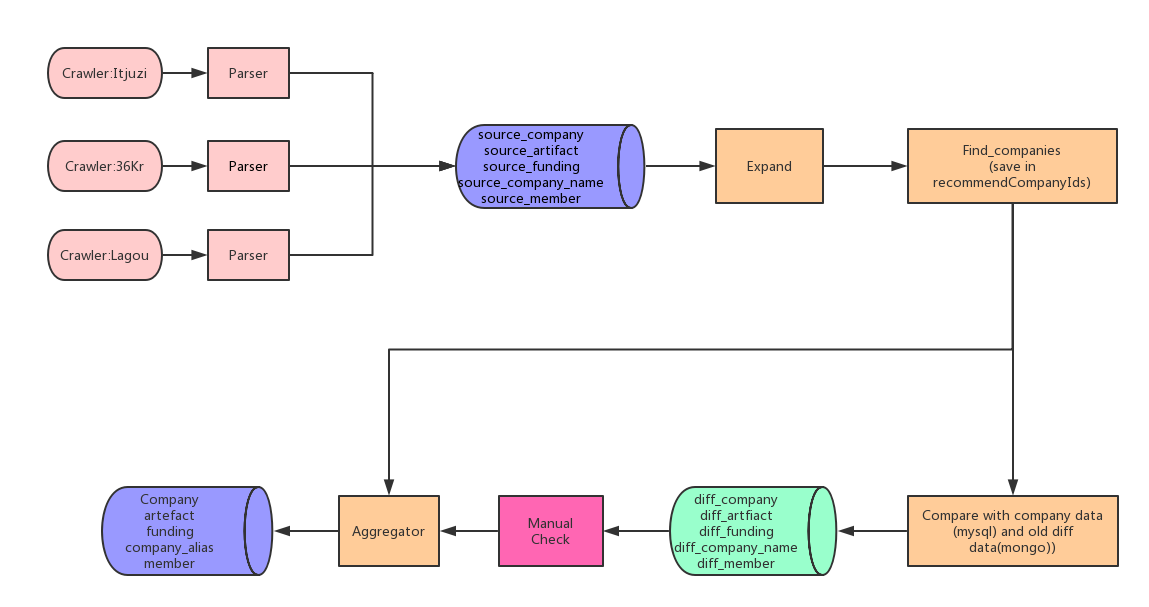 Crawler:Itjuzi
Parser
Crawler:36Kr
Parser
Crawler:Lagou
Parser
source_company
source_artifact
source_funding
source_company_name
source_member
Expand
Find_companies
(save in
recommendCompanyIds)
Company
artefact
funding
company_alias
member
Aggregator
Manual
Check
diff_company
diff_artfiact
diff_funding
diff_company_name
diff_member
Compare with company data
(mysql) and old diff
data(mongo))